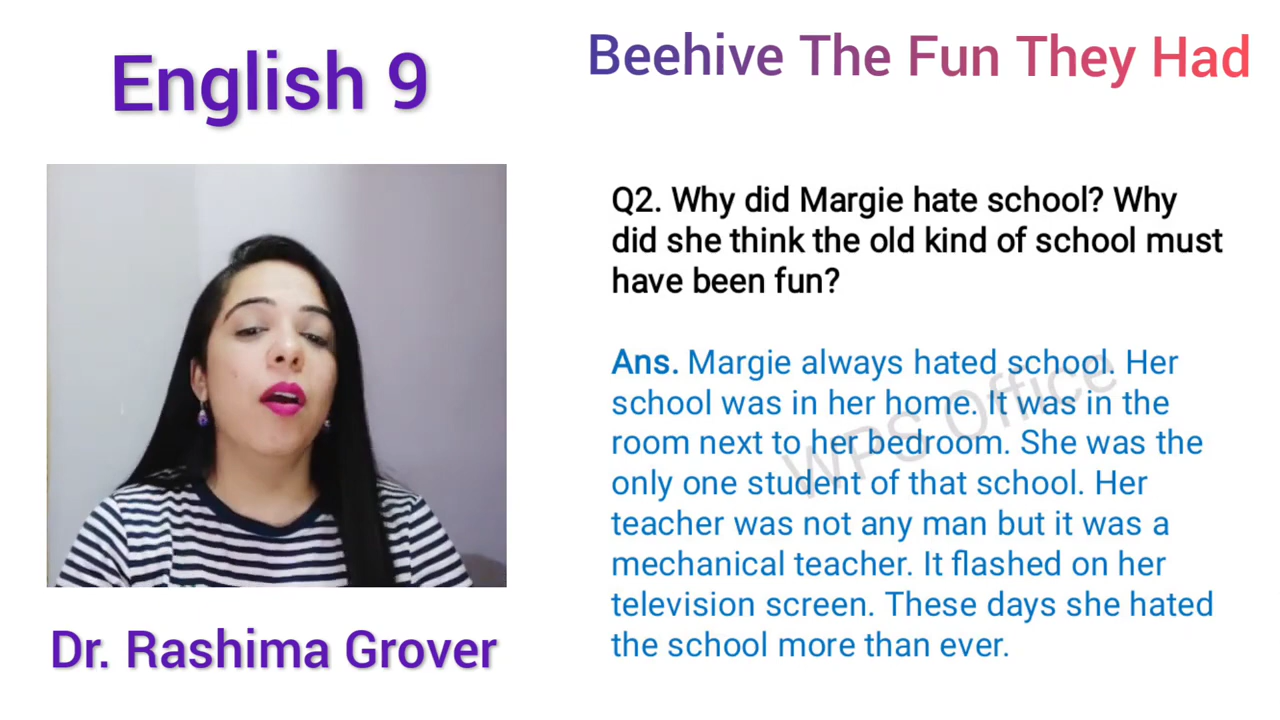 English 9
Beehive The Fun They Had
Q2. Why did Margie hate school? Why
did she think the old kind of school must
have been fun?
Ans. Margie always hated school. Her
school was in her home. It was in the
room next to her bedroom. She was the
only one student of that school. Her
teacher was not any man but it was a
mechanical teacher. It flashed on her
television screen. These days she hated
the school more than ever.
WPS Office
Dr. Rashima Grover